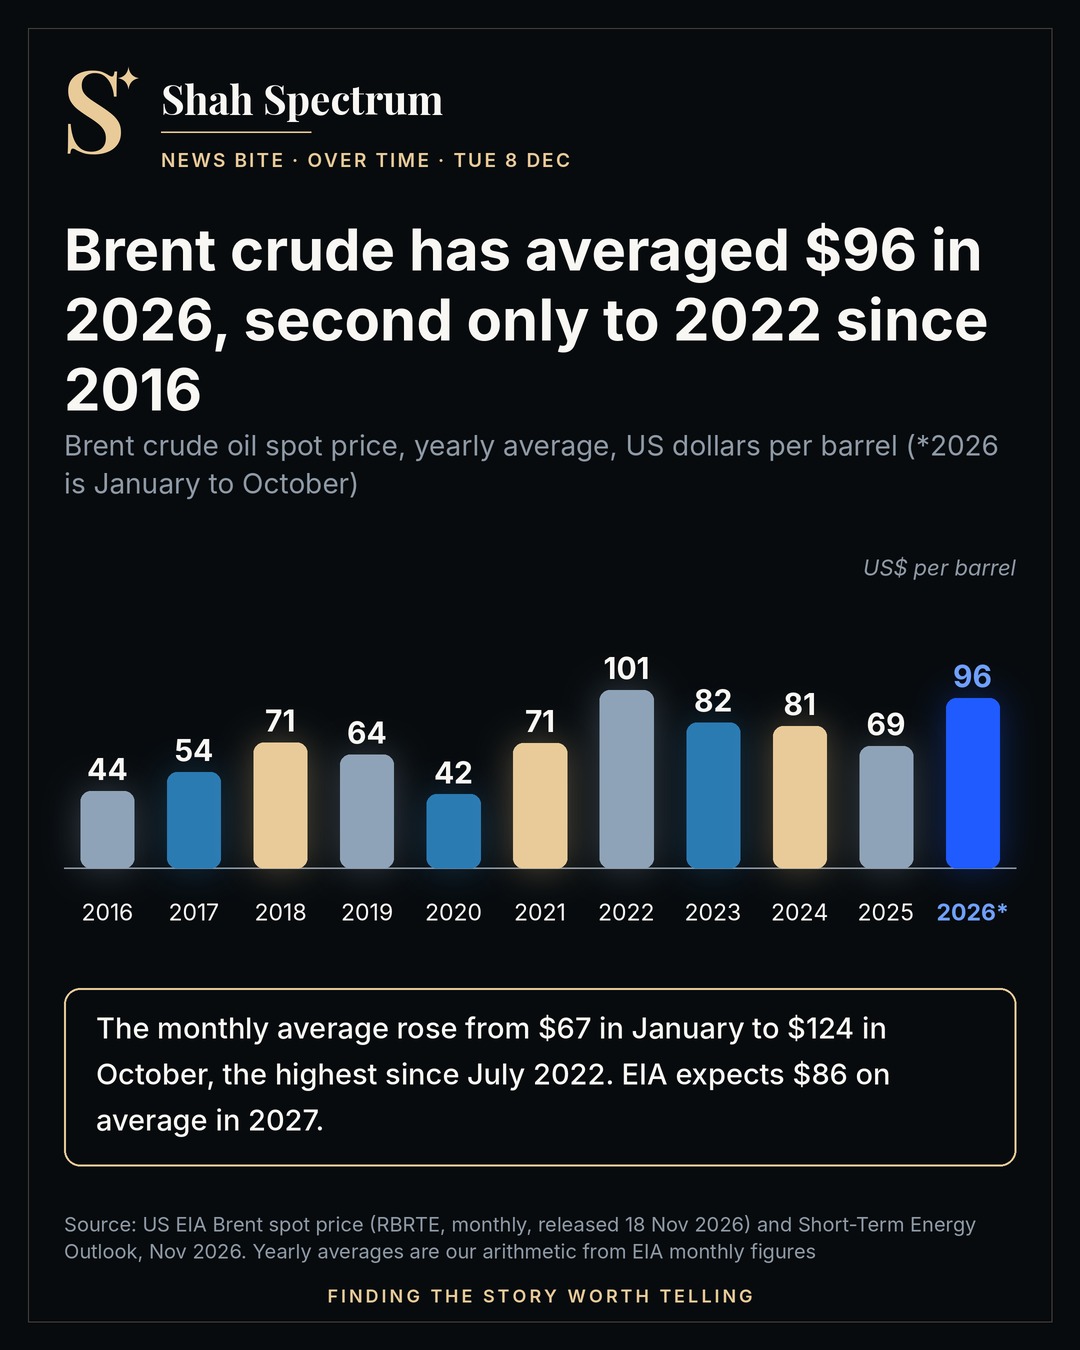 S
Shah Spectrum
NEWS BITE · OVER TIME · TUE 8 DEC
Brent crude has averaged $96 in
2026, second only to 2022 since
2016
Brent crude oil spot price, yearly average, US dollars per barrel (*2026
is January to October)
US$ per barrel
44 54 71 64 42 71 101 82 81 69 96
2016 2017 2018 2019 2020 2021 2022 2023 2024 2025 2026*
The monthly average rose from $67 in January to $124 in
October, the highest since July 2022. EIA expects $86 on
average in 2027.
Source: US EIA Brent spot price (RBRTE, monthly, released 18 Nov 2026) and Short-Term Energy
Outlook, Nov 2026. Yearly averages are our arithmetic from EIA monthly figures
FINDING THE STORY WORTH TELLING